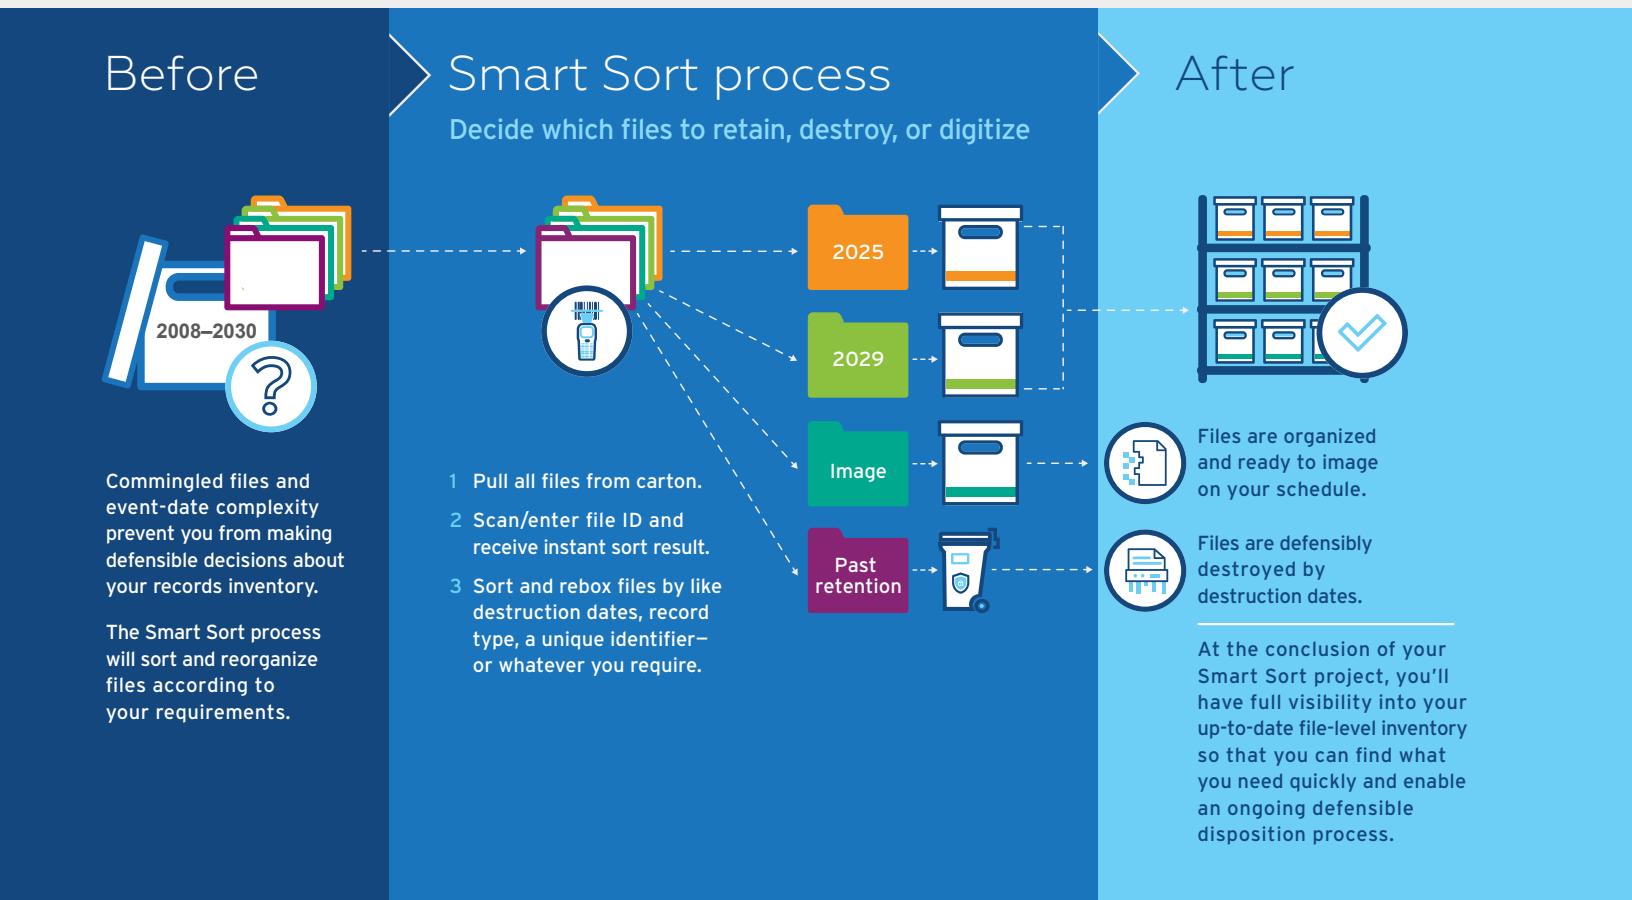 Before
2008–2030
Commingled files and
event-date complexity
prevent you from making
defensible decisions about
your records inventory.
The Smart Sort process
will sort and reorganize
files according to
your requirements.
Smart Sort process
Decide which files to retain, destroy, or digitize
1 Pull all files from carton.
2 Scan/enter file ID and
receive instant sort result.
3 Sort and rebox files by like
destruction dates, record
type, a unique identifier—
or whatever you require.
2025
2029
Image
Past
retention
After
Files are organized
and ready to image
on your schedule.
Files are defensibly
destroyed by
destruction dates.
At the conclusion of your
Smart Sort project, you’ll
have full visibility into your
up-to-date file-level inventory
so that you can find what
you need quickly and enable
an ongoing defensible
disposition process.